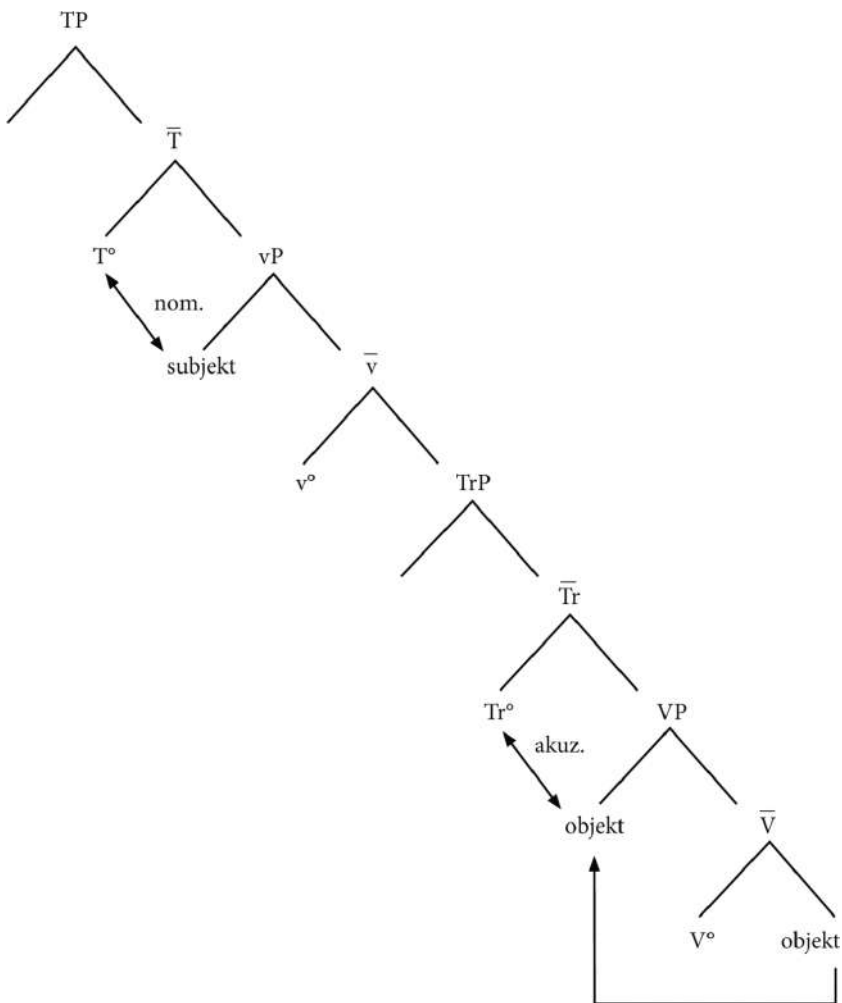 TP
T̅
T° vP
nom.
subjekt v̅
v° TrP
T̅r̅
Tr° VP
akuz.
objekt V̅
V° objekt